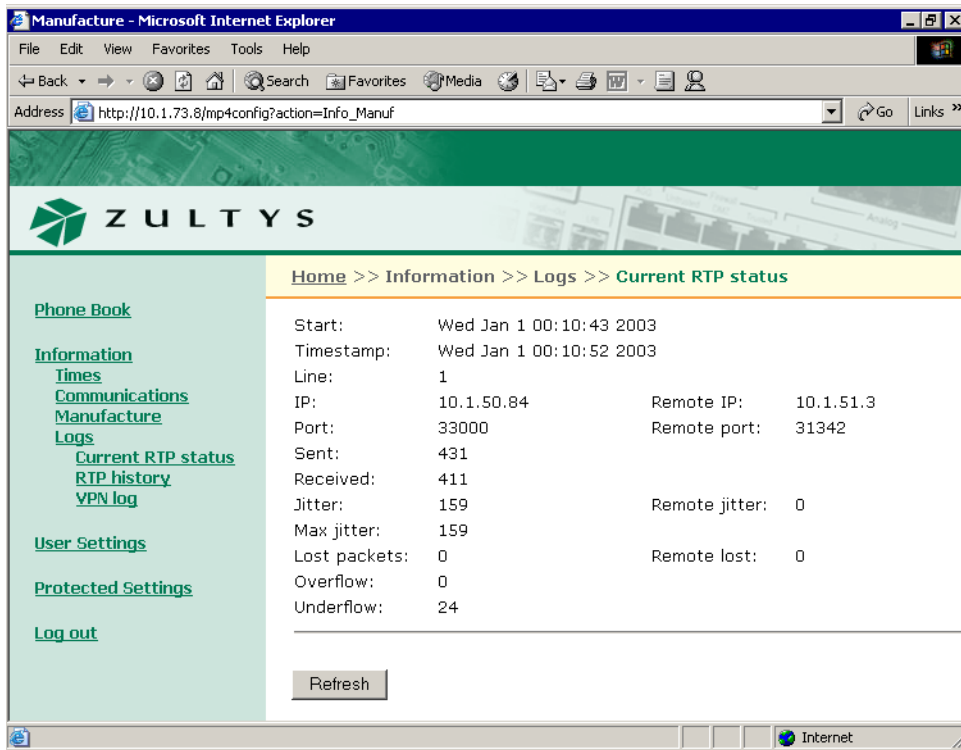 Manufacture - Microsoft Internet Explorer
File Edit View Favorites Tools Help
Back Search Favorites Media
Address http://10.1.73.8/mp4config?action=Info_Manuf Go Links »
ZULTYS
Home >> Information >> Logs >> Current RTP status
Phone Book
Information
Times
Communications
Manufacture
Logs
Current RTP status
RTP history
VPN log
User Settings
Protected Settings
Log out
Start: Wed Jan 1 00:10:43 2003
Timestamp: Wed Jan 1 00:10:52 2003
Line: 1
IP: 10.1.50.84 Remote IP: 10.1.51.3
Port: 33000 Remote port: 31342
Sent: 431
Received: 411
Jitter: 159 Remote jitter: 0
Max jitter: 159
Lost packets: 0 Remote lost: 0
Overflow: 0
Underflow: 24
Refresh
Internet